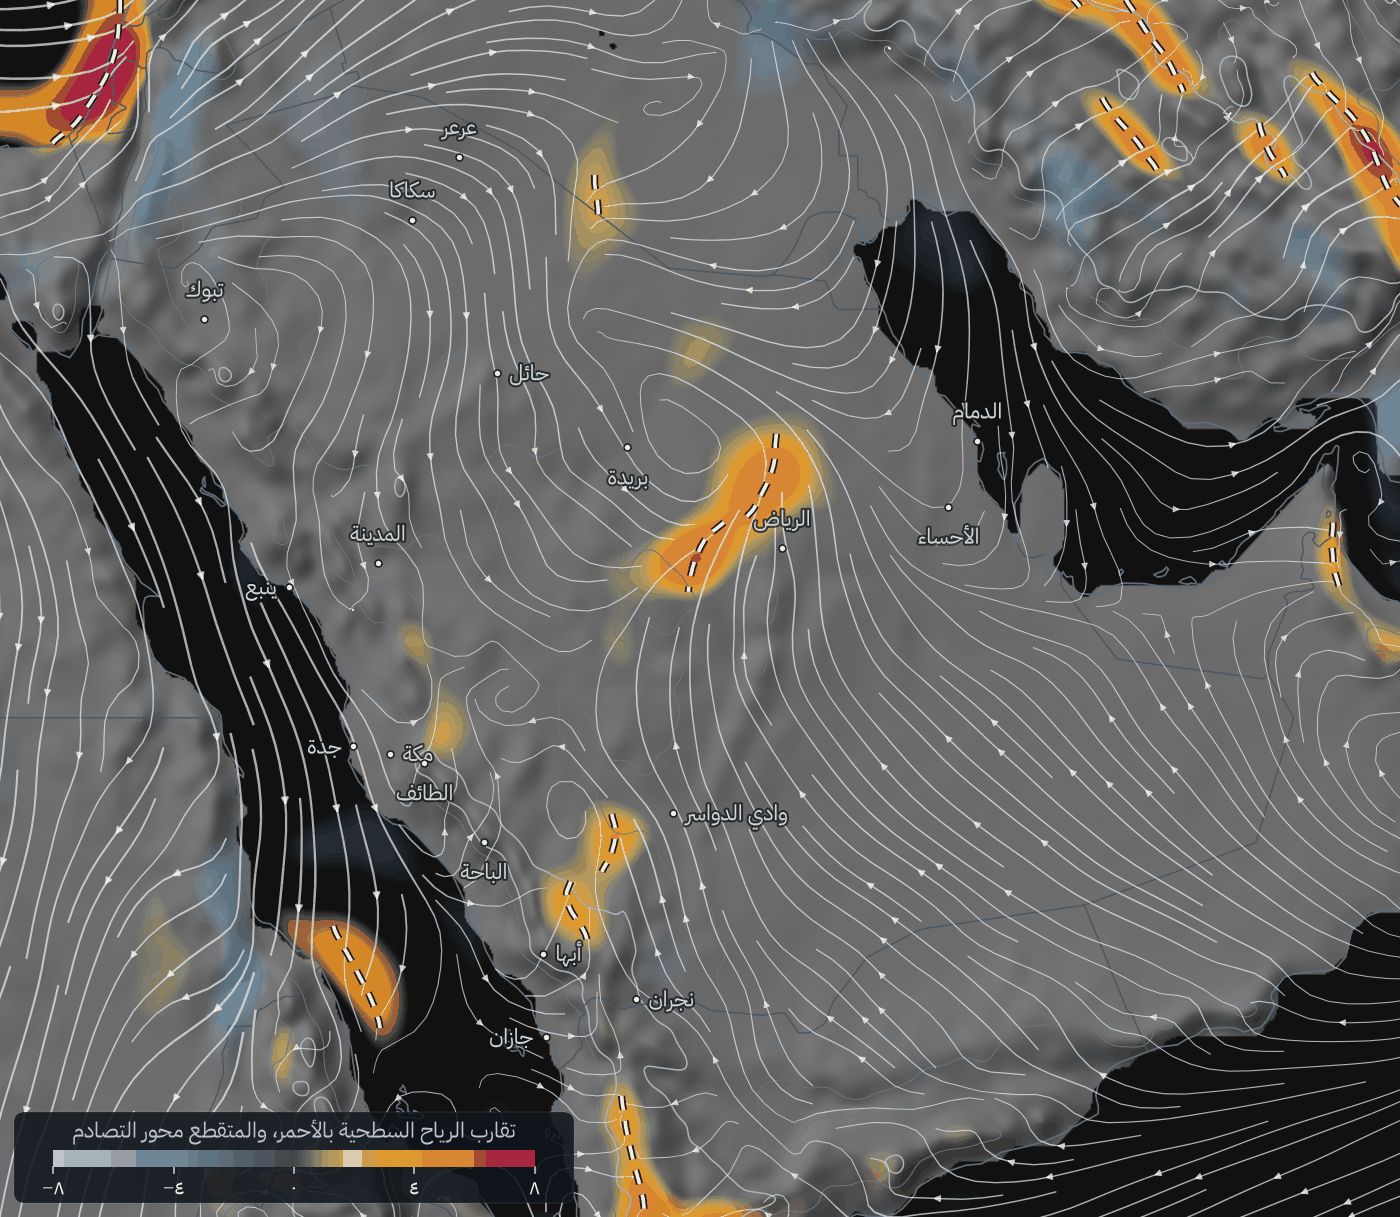 عرعر
سكاكا
تبوك
حائل
الدمام
بريدة
الرياض
المدينة
الأحساء
ينبع
جدة
مكة
الطائف
وادي الدواسر
الباحة
أبها
نجران
جازان
تقارب الرياح السطحية بالأحمر، والمتقطع محور التصادم
−٨ −٤ ٠ ٤ ٨